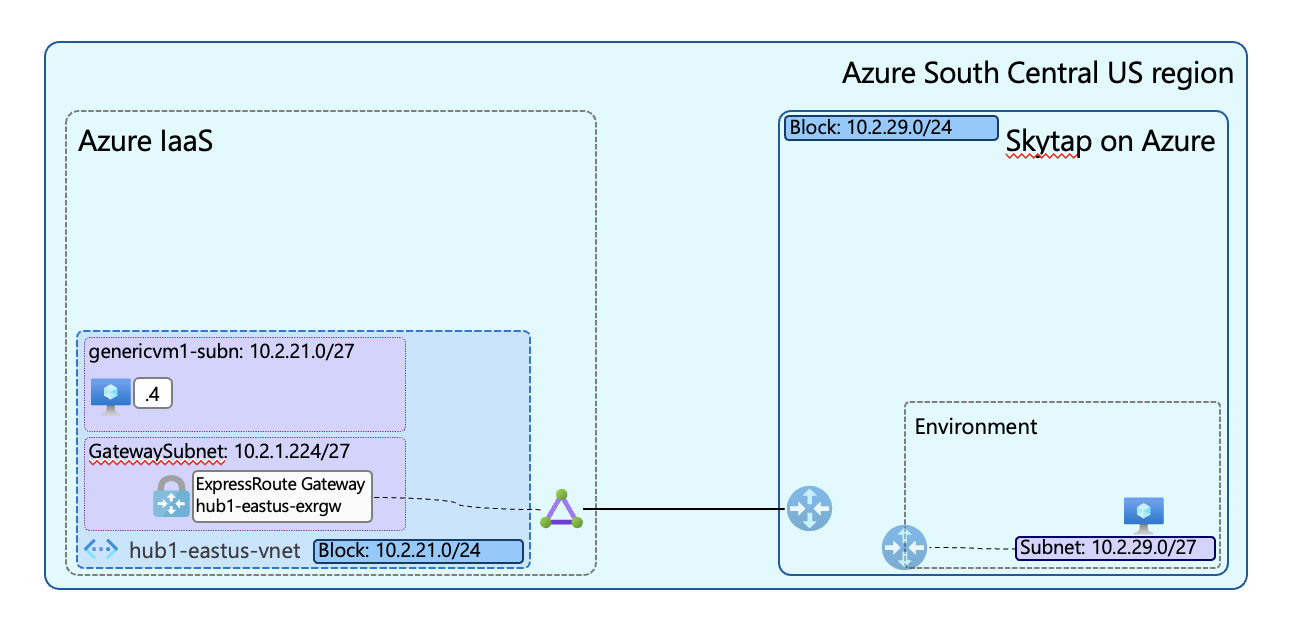 Azure South Central US region
Azure IaaS
genericvm1-subn: 10.2.21.0/27
.4
GatewaySubnet: 10.2.1.224/27
ExpressRoute Gateway
hub1-eastus-exrgw
hub1-eastus-vnet
Block: 10.2.21.0/24
Block: 10.2.29.0/24
Skytap on Azure
Environment
Subnet: 10.2.29.0/27